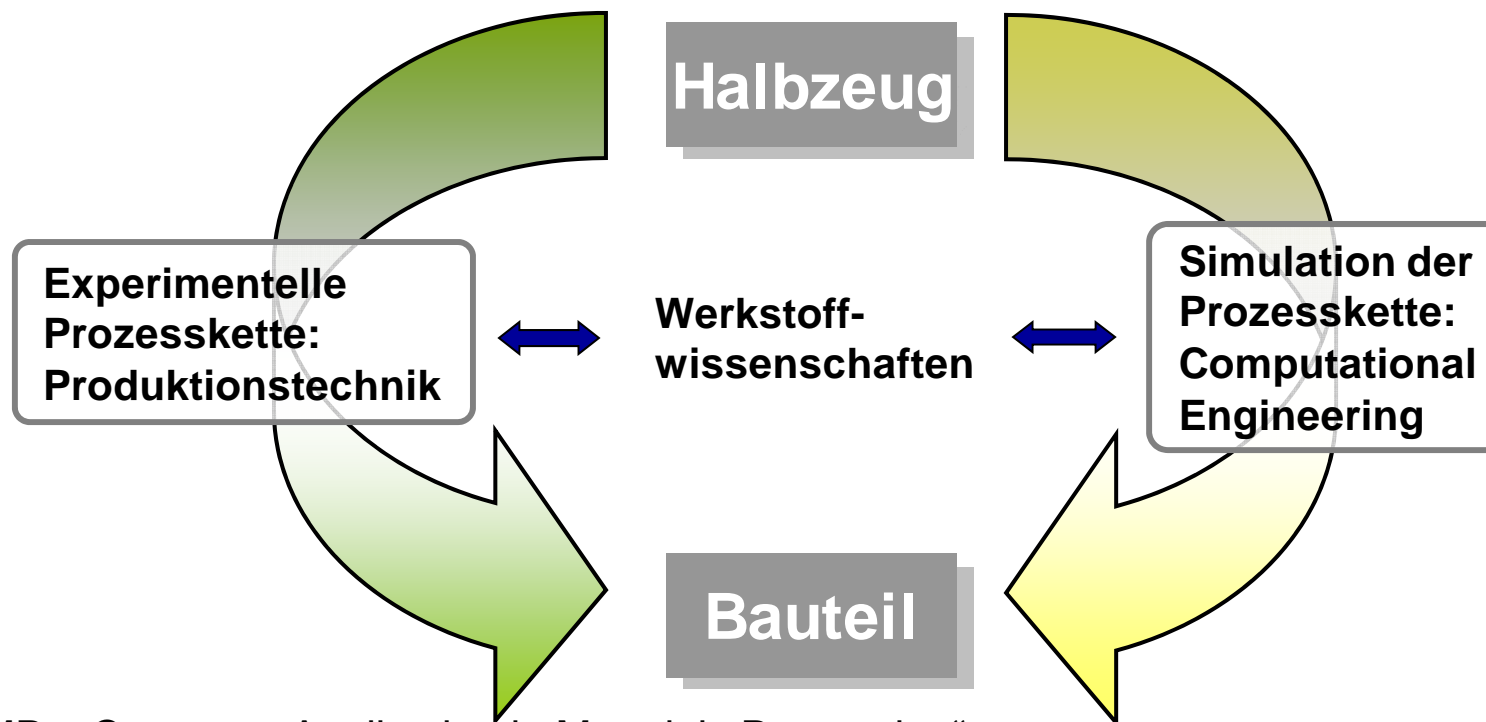 Halbzeug
Experimentelle
Prozesskette:
Produktionstechnik
Werkstoff-
wissenschaften
Simulation der
Prozesskette:
Computational
Engineering
Bauteil